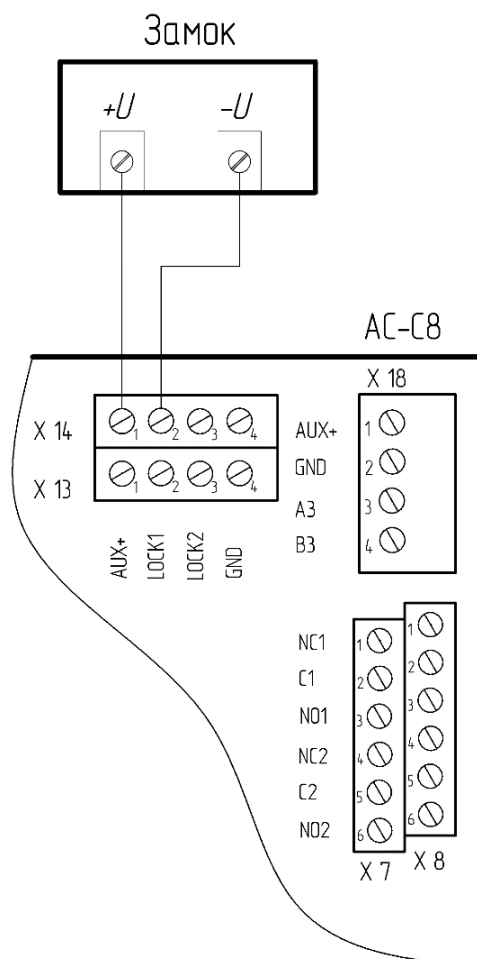 Замок
+U -U
AC-C8
X 18
X 14 1 2 3 4
X 13 1 2 3 4
AUX+ LOCK1 LOCK2 GND
AUX+ 1
GND 2
A3 3
B3 4
NC1 1 1
C1 2 2
NO1 3 3
NC2 4 4
C2 5 5
NO2 6 6
X 7 X 8